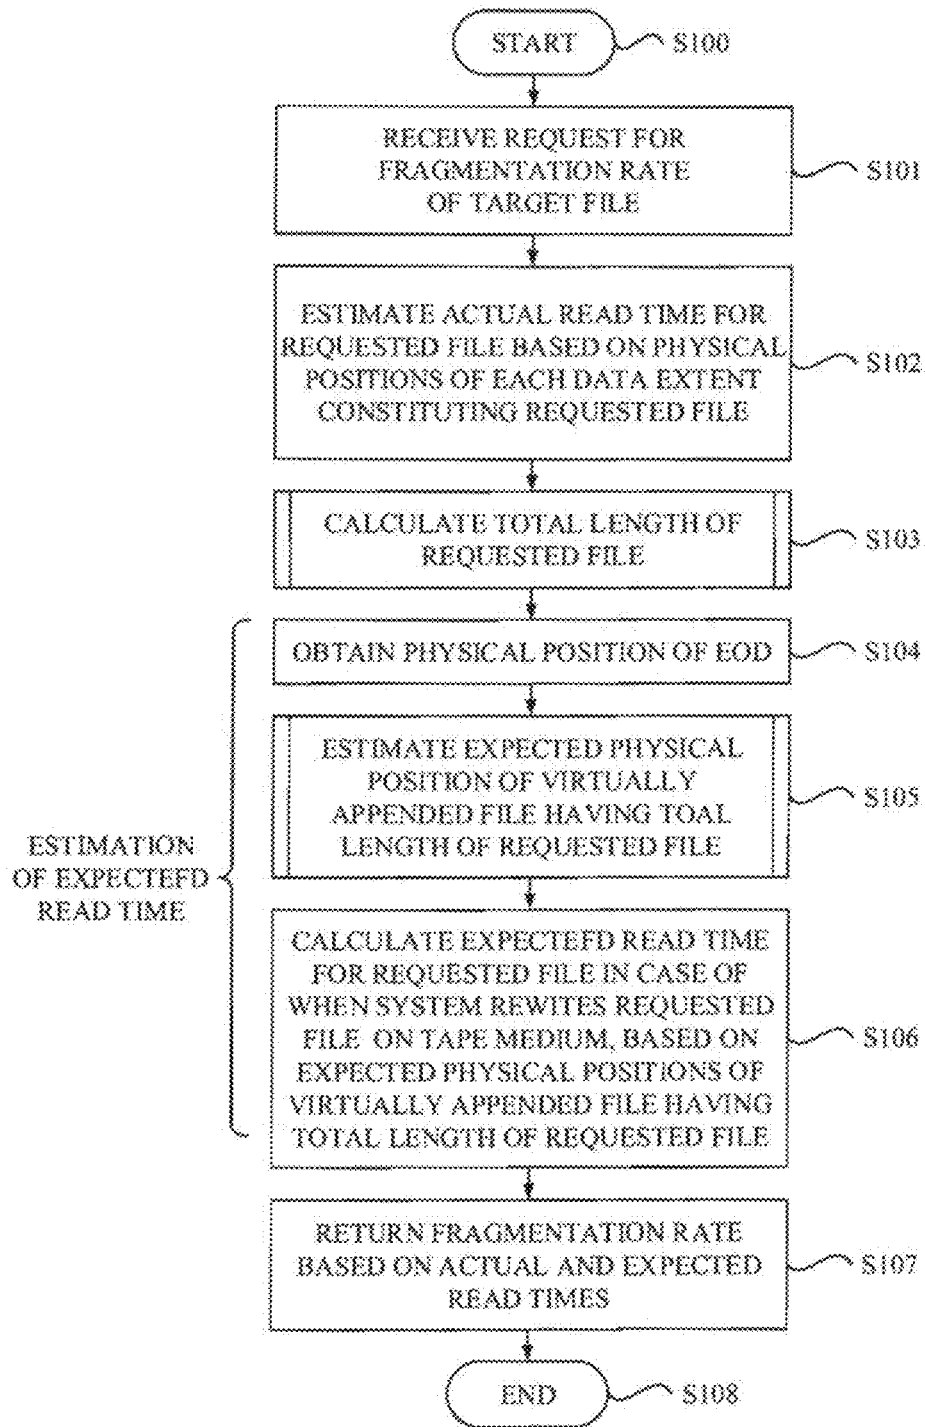 START
S100
RECEIVE REQUEST FOR
FRAGMENTATION RATE
OF TARGET FILE
S101
ESTIMATE ACTUAL READ TIME FOR
REQUESTED FILE BASED ON PHYSICAL
POSITIONS OF EACH DATA EXTENT
CONSTITUTING REQUESTED FILE
S102
CALCULATE TOTAL LENGTH OF
REQUESTED FILE
S103
OBTAIN PHYSICAL POSITION OF EOD
S104
ESTIMATE EXPECTED PHYSICAL
POSITION OF VIRTUALLY
APPENDED FILE HAVING TOAL
LENGTH OF REQUESTED FILE
S105
ESTIMATION
OF EXPECTEFD
READ TIME
CALCULATE EXPECTEFD READ TIME
FOR REQUESTED FILE IN CASE OF
WHEN SYSTEM REWITES REQUESTED
FILE ON TAPE MEDIUM, BASED ON
EXPECTED PHYSICAL POSITIONS OF
VIRTUALLY APPENDED FILE HAVING
TOTAL LENGTH OF REQUESTED FILE
S106
RETURN FRAGMENTATION RATE
BASED ON ACTUAL AND EXPECTED
READ TIMES
S107
END
S108